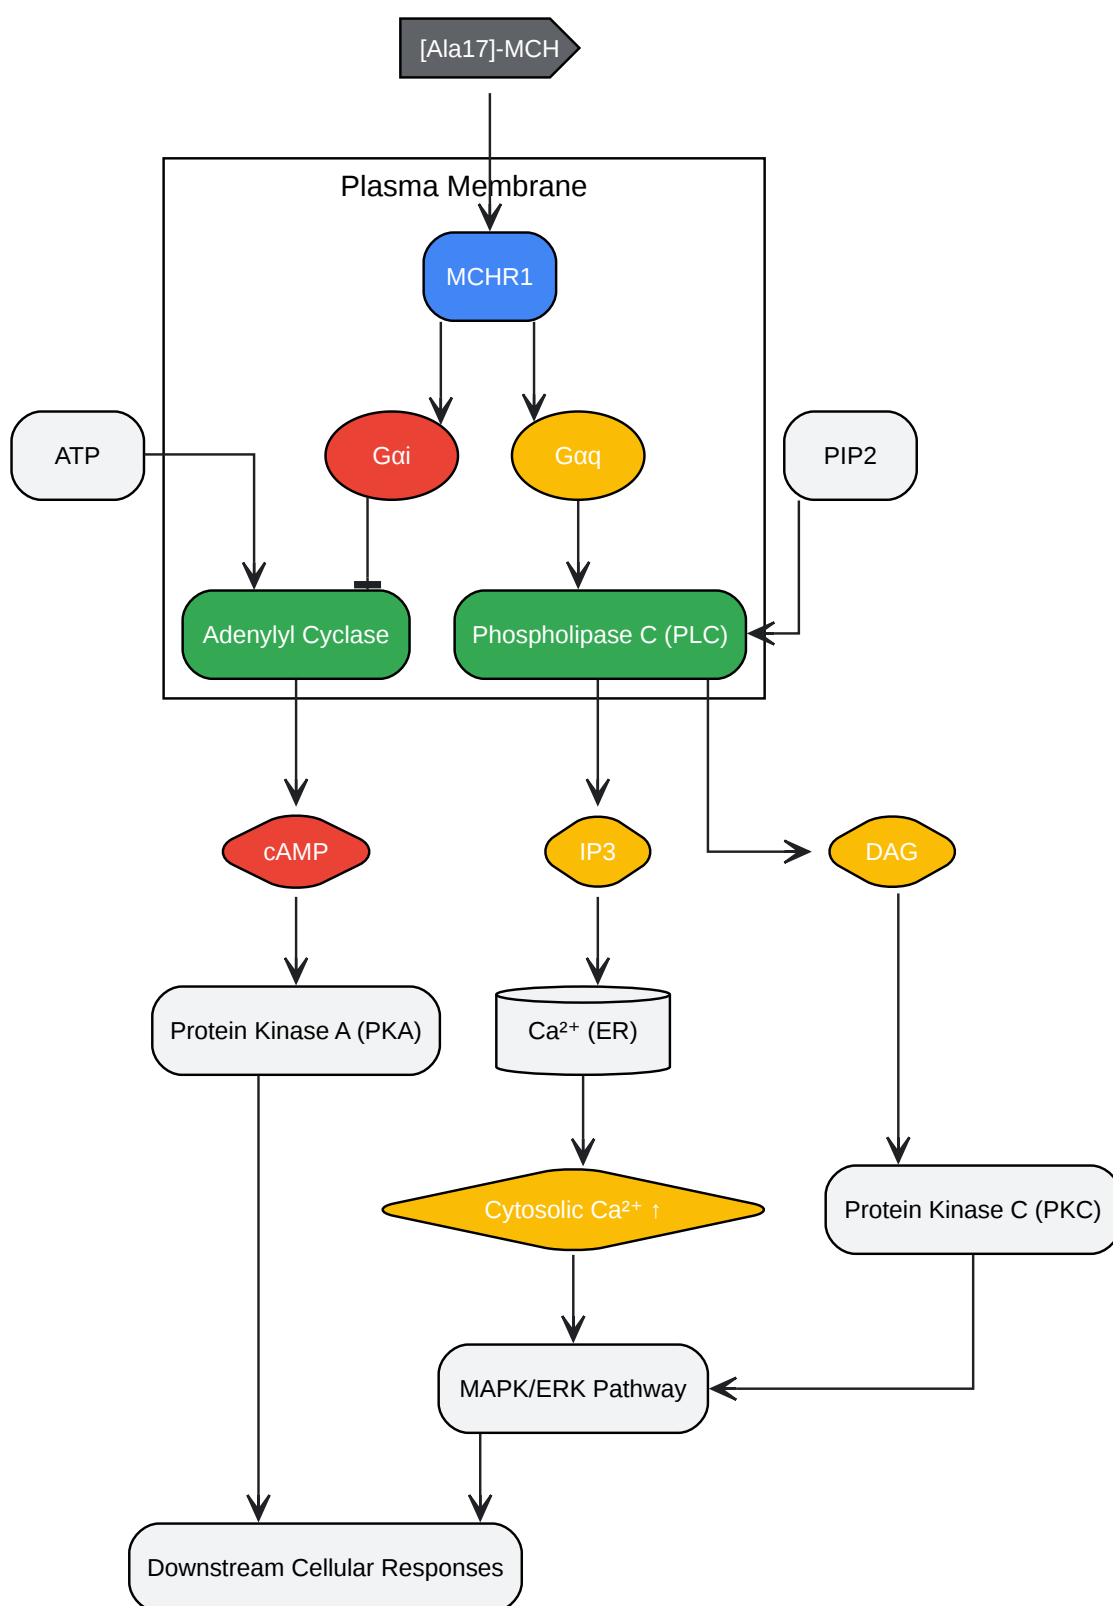 [Ala17]-MCH
Plasma Membrane
MCHR1
ATP
Gαi
Gαq
PIP2
Adenylyl Cyclase
Phospholipase C (PLC)
cAMP
IP3
DAG
Protein Kinase A (PKA)
Ca²⁺ (ER)
Cytosolic Ca²⁺ ↑
Protein Kinase C (PKC)
MAPK/ERK Pathway
Downstream Cellular Responses